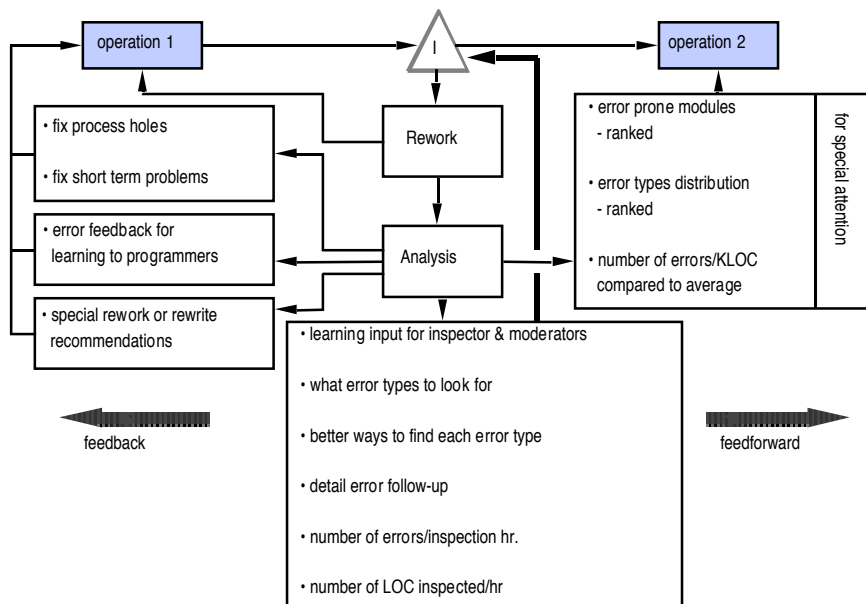 operation 1
I
operation 2
• fix process holes
• fix short term problems
Rework
• error prone modules
- ranked
• error types distribution
- ranked
• number of errors/KLOC
compared to average
for special attention
• error feedback for
learning to programmers
Analysis
• special rework or rewrite
recommendations
• learning input for inspector & moderators
• what error types to look for
• better ways to find each error type
• detail error follow-up
• number of errors/inspection hr.
• number of LOC inspected/hr
feedback
feedforward